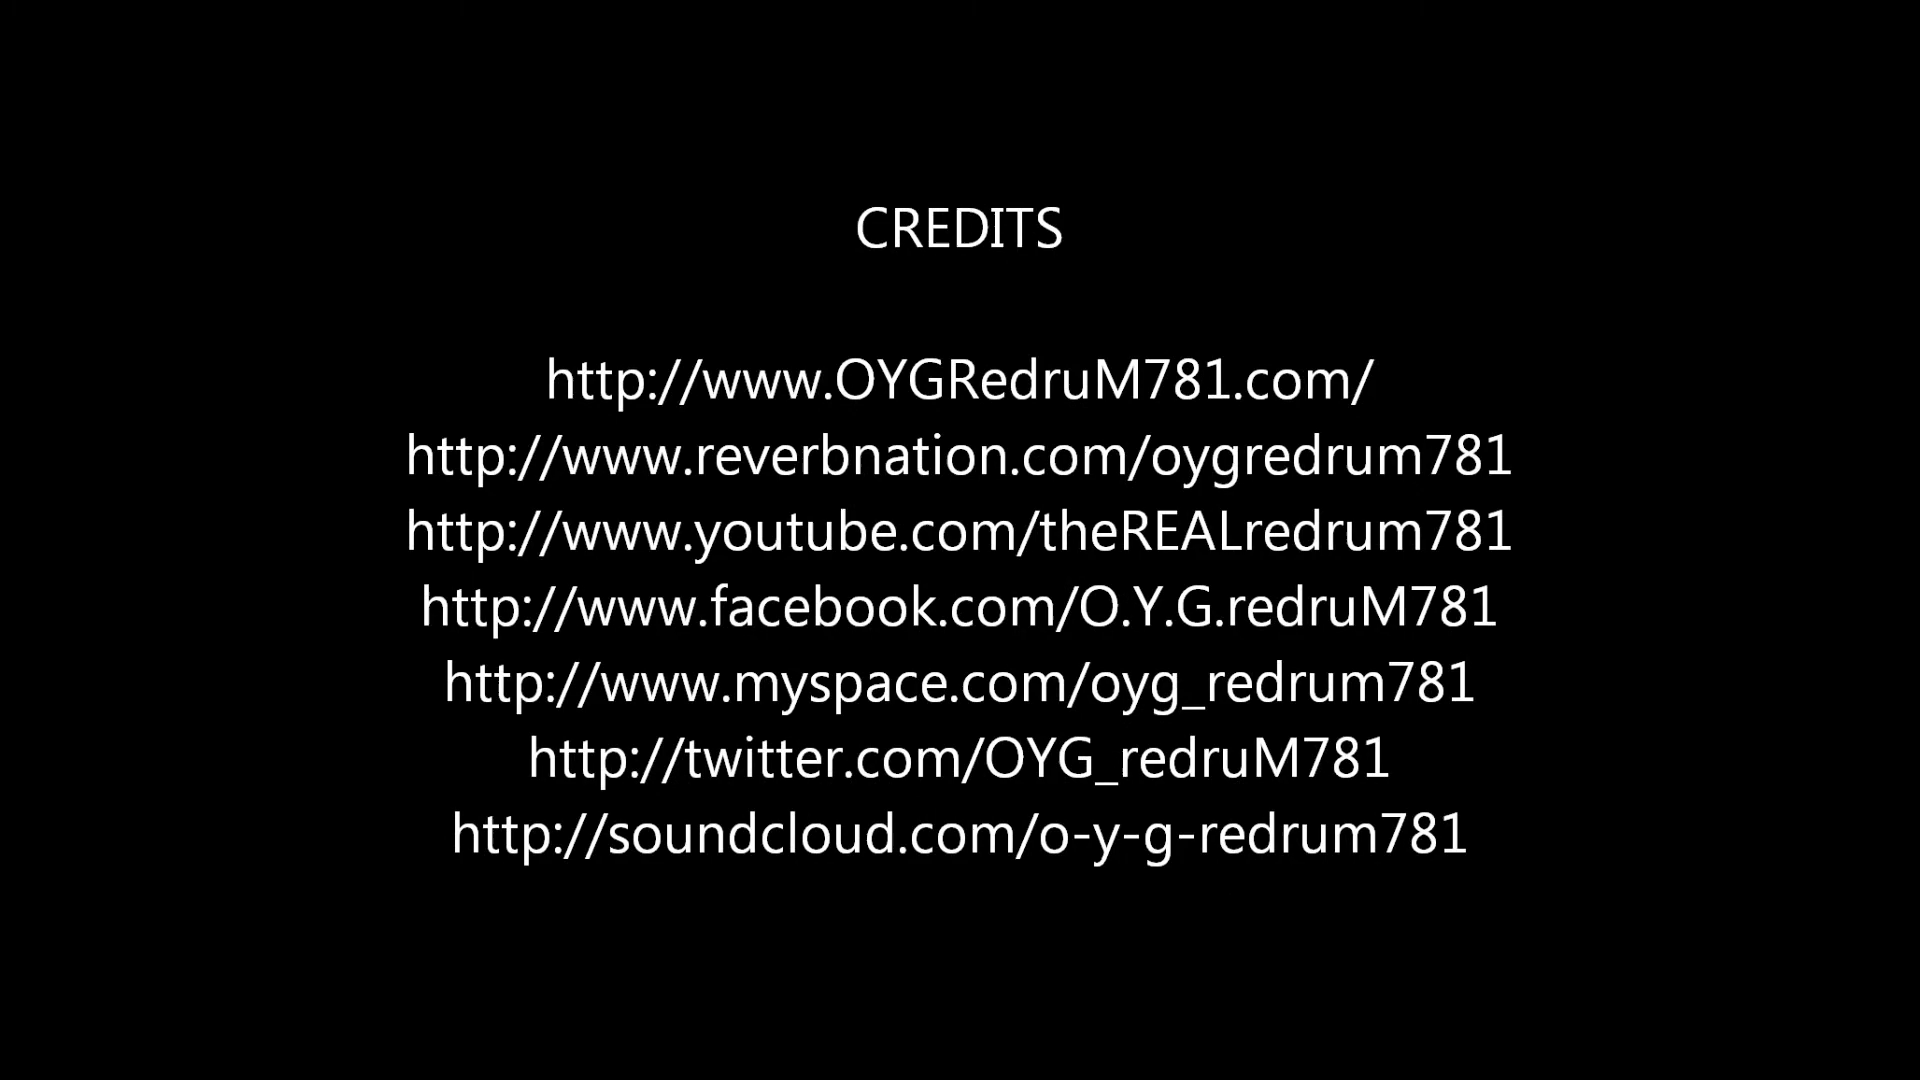 CREDITS
http://www.OYGRedruM781.com/
http://www.reverbnation.com/oygredrum781
http://www.youtube.com/theREALredrum781
http://www.facebook.com/O.Y.G.redruM781
http://www.myspace.com/oyg_redrum781
http://twitter.com/OYG_redruM781
http://soundcloud.com/o-y-g-redrum781